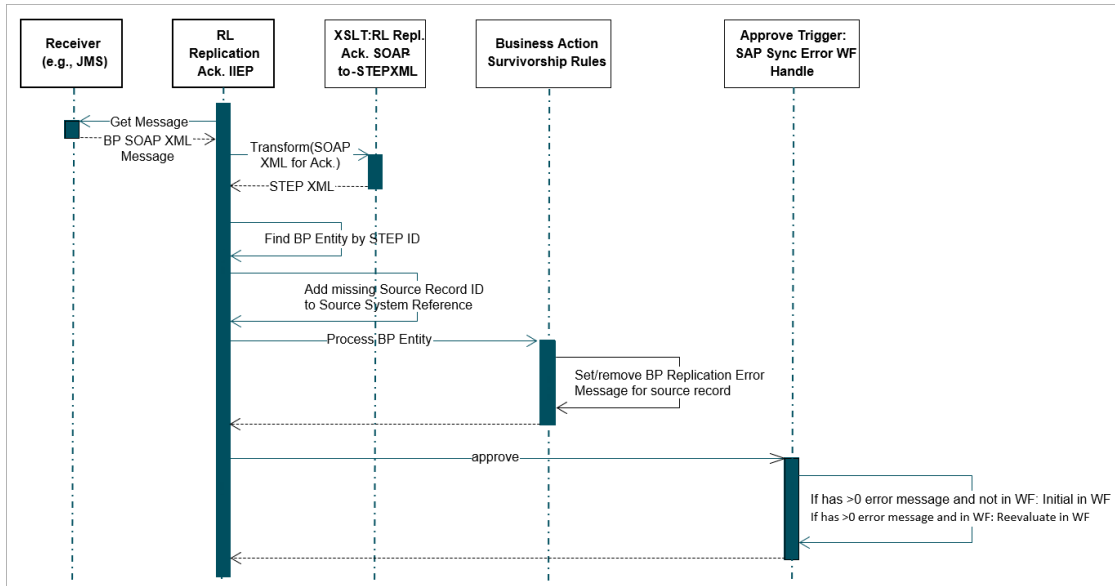 Receiver
(e.g., JMS)
RL
Replication
Ack. IIEP
XSLT:RL Repl.
Ack. SOAP-
to-STEPXML
Business Action
Survivorship Rules
Approve Trigger:
SAP Sync Error WF
Handle
Get Message
BP SOAP XML
Message
Transform(SOAP
XML for Ack.)
STEP XML
Find BP Entity by STEP ID
Add missing Source Record ID
to Source System Reference
Process BP Entity
Set/remove BP Replication Error
Message for source record
approve
If has >0 error message and not in WF: Initial in WF
If has >0 error message and in WF: Reevaluate in WF